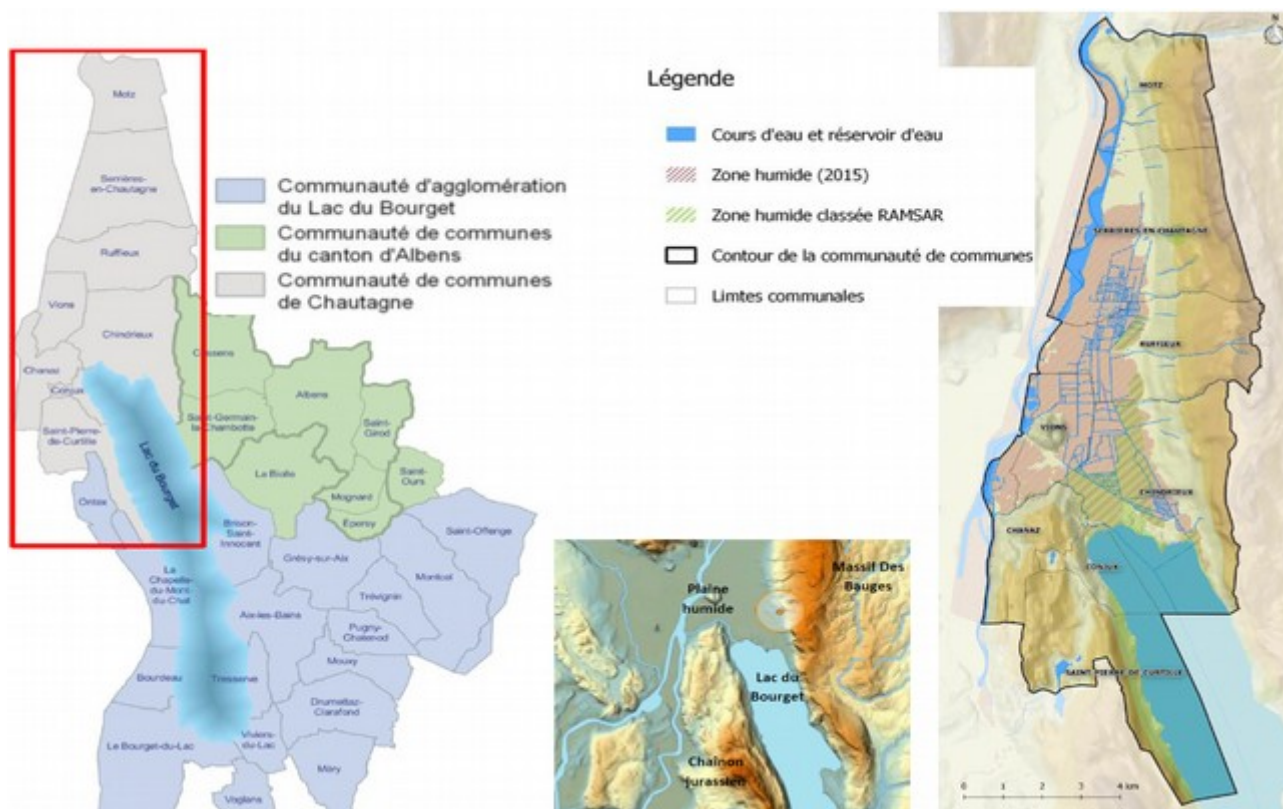 Motz
Serrières-
en-Chautagne
Ruffieux
Vions
Chindrieux
Chanaz
Conjux
Saint-Pierre-
de-Curtille
Lac du Bourget
Ontex
La
Chapelle-
du-Mont-
du-Chat
Bourdeau
Le Bourget-du-Lac
Communauté d'agglomération
du Lac du Bourget
Communauté de communes
du canton d'Albens
Communauté de communes
de Chautagne
Cessens
Albens
Saint-Germain-
la-Chambotte
Saint-
Girod
La Biolle
Mognard
Saint-
Ours
Épersy
Brison-
Saint-
Innocent
Grésy-sur-Aix
Saint-Offenge
Montcel
Trévignin
Aix-les-Bains
Pugny-
Chatenod
Mouxy
Tresserve
Drumettaz-
Clarafond
Viviers-
du-Lac
Méry
Voglans
Légende
Cours d'eau et réservoir d'eau
Zone humide (2015)
Zone humide classée RAMSAR
Contour de la communauté de communes
Limtes communales
Plaine
humide
Massif Des
Bauges
Lac du
Bourget
Chaînon
jurassien
N
MOTZ
SERRIERES-EN-CHAUTAGNE
RUFFIEUX
VIONS
CHINDRIEUX
CHANAZ
CONJUX
SAINT-PIERRE-DE-CURTILLE
0 1 2 3 4 km